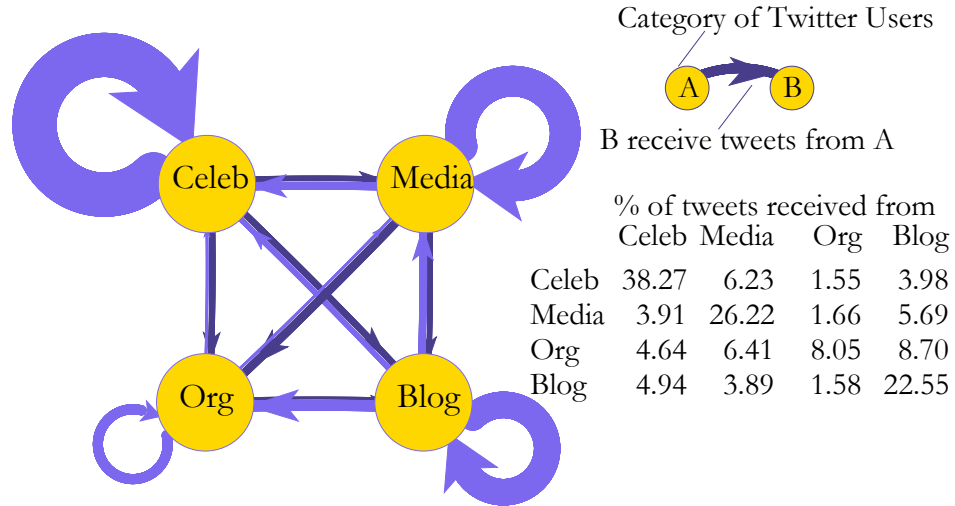 Category of Twitter Users
A B
B receive tweets from A
Celeb Media
Org Blog
% of tweets received from
Celeb Media Org Blog
Celeb 38.27 6.23 1.55 3.98
Media 3.91 26.22 1.66 5.69
Org 4.64 6.41 8.05 8.70
Blog 4.94 3.89 1.58 22.55